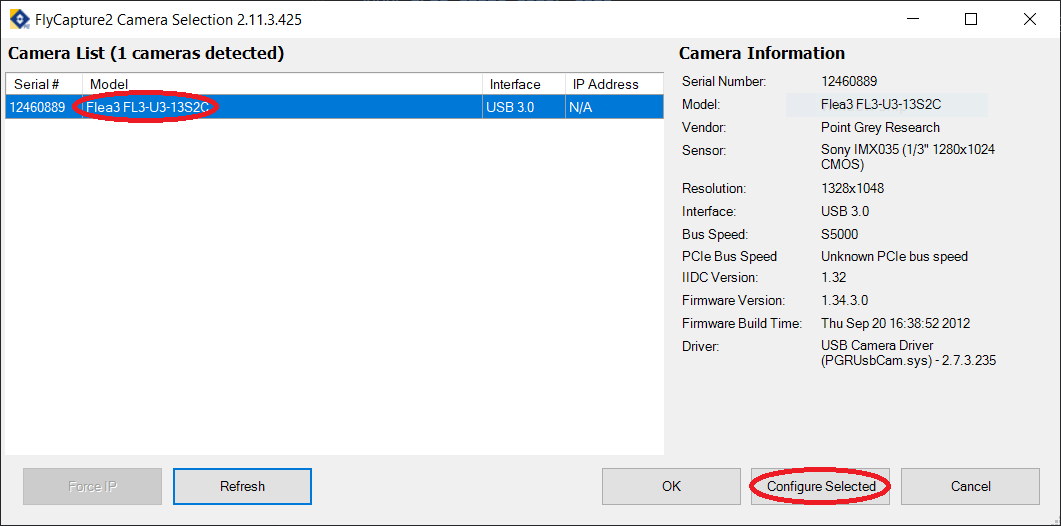 FlyCapture2 Camera Selection 2.11.3.425
Camera List (1 cameras detected)
Serial # Model Interface IP Address
12460889 Flea3 FL3-U3-13S2C USB 3.0 N/A
Camera Information
Serial Number: 12460889
Model: Flea3 FL3-U3-13S2C
Vendor: Point Grey Research
Sensor: Sony IMX035 (1/3" 1280x1024
CMOS)
Resolution: 1328x1048
Interface: USB 3.0
Bus Speed: S5000
PCIe Bus Speed Unknown PCIe bus speed
IIDC Version: 1.32
Firmware Version: 1.34.3.0
Firmware Build Time: Thu Sep 20 16:38:52 2012
Driver: USB Camera Driver
(PGRUsbCam.sys) - 2.7.3.235
Force IP Refresh OK Configure Selected Cancel